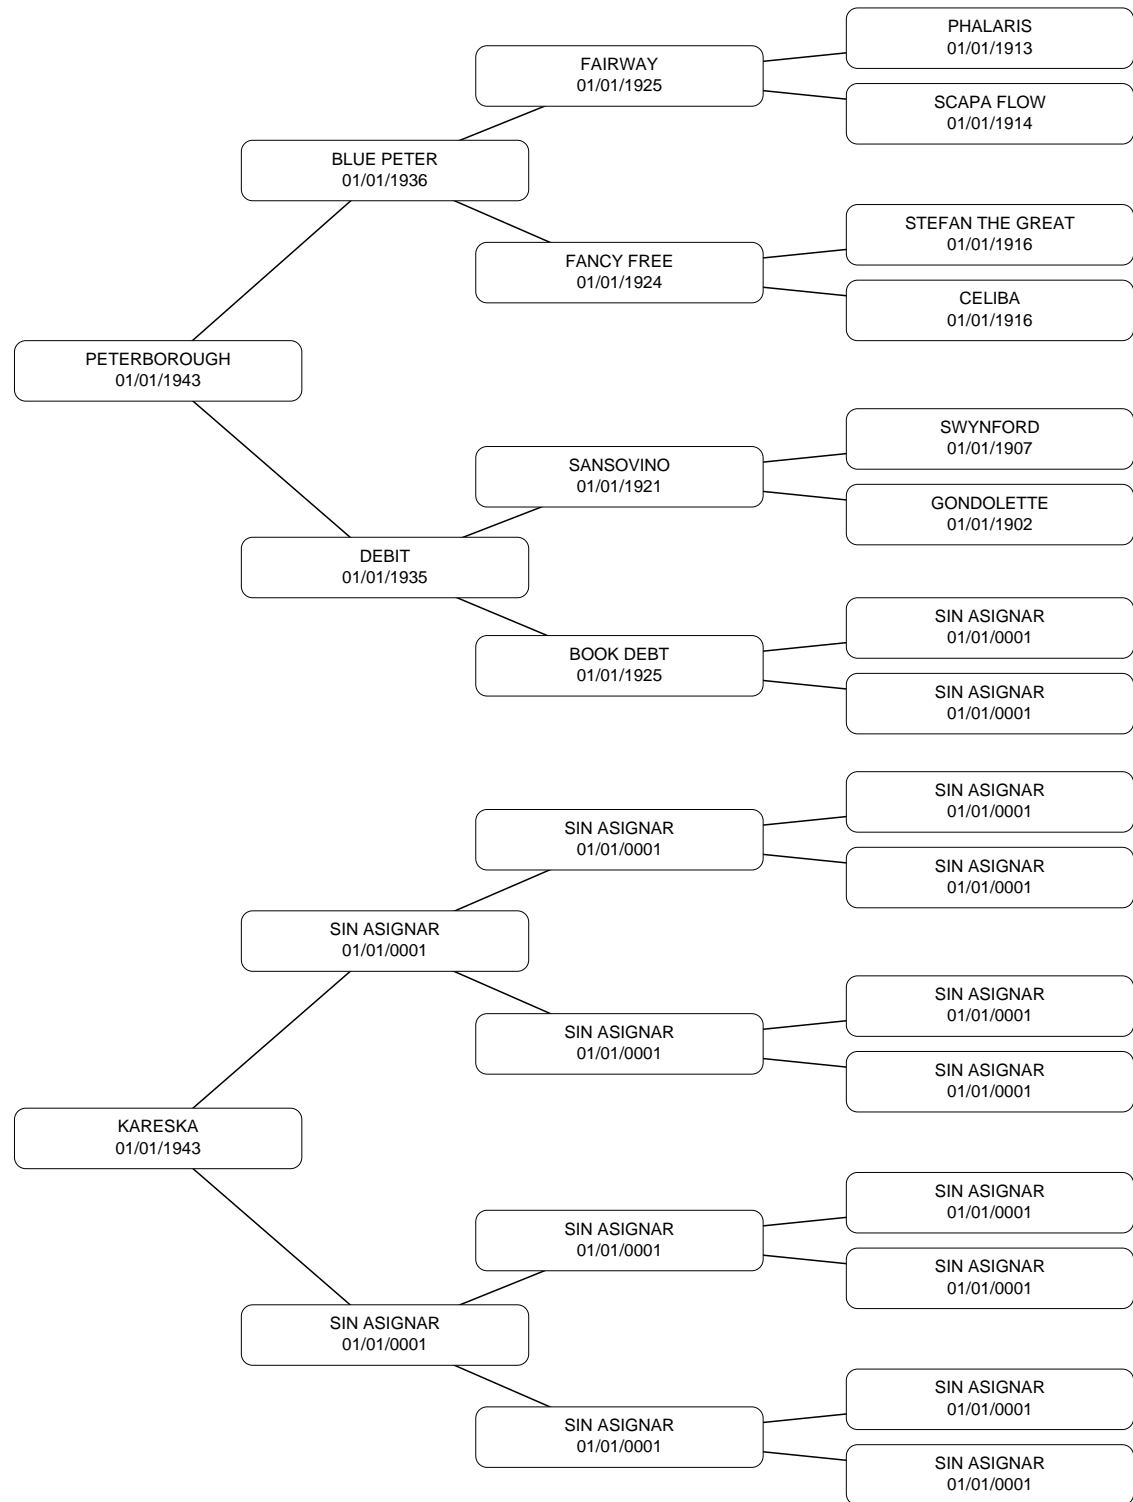 PHALARIS
01/01/1913
FAIRWAY
01/01/1925
SCAPA FLOW
01/01/1914
BLUE PETER
01/01/1936
STEFAN THE GREAT
01/01/1916
FANCY FREE
01/01/1924
CELIBA
01/01/1916
PETERBOROUGH
01/01/1943
SWYNFORD
01/01/1907
SANSOVINO
01/01/1921
GONDOLETTE
01/01/1902
DEBIT
01/01/1935
SIN ASIGNAR
01/01/0001
BOOK DEBT
01/01/1925
SIN ASIGNAR
01/01/0001
SIN ASIGNAR
01/01/0001
SIN ASIGNAR
01/01/0001
SIN ASIGNAR
01/01/0001
SIN ASIGNAR
01/01/0001
SIN ASIGNAR
01/01/0001
SIN ASIGNAR
01/01/0001
SIN ASIGNAR
01/01/0001
KARESKA
01/01/1943
SIN ASIGNAR
01/01/0001
SIN ASIGNAR
01/01/0001
SIN ASIGNAR
01/01/0001
SIN ASIGNAR
01/01/0001
SIN ASIGNAR
01/01/0001
SIN ASIGNAR
01/01/0001
SIN ASIGNAR
01/01/0001